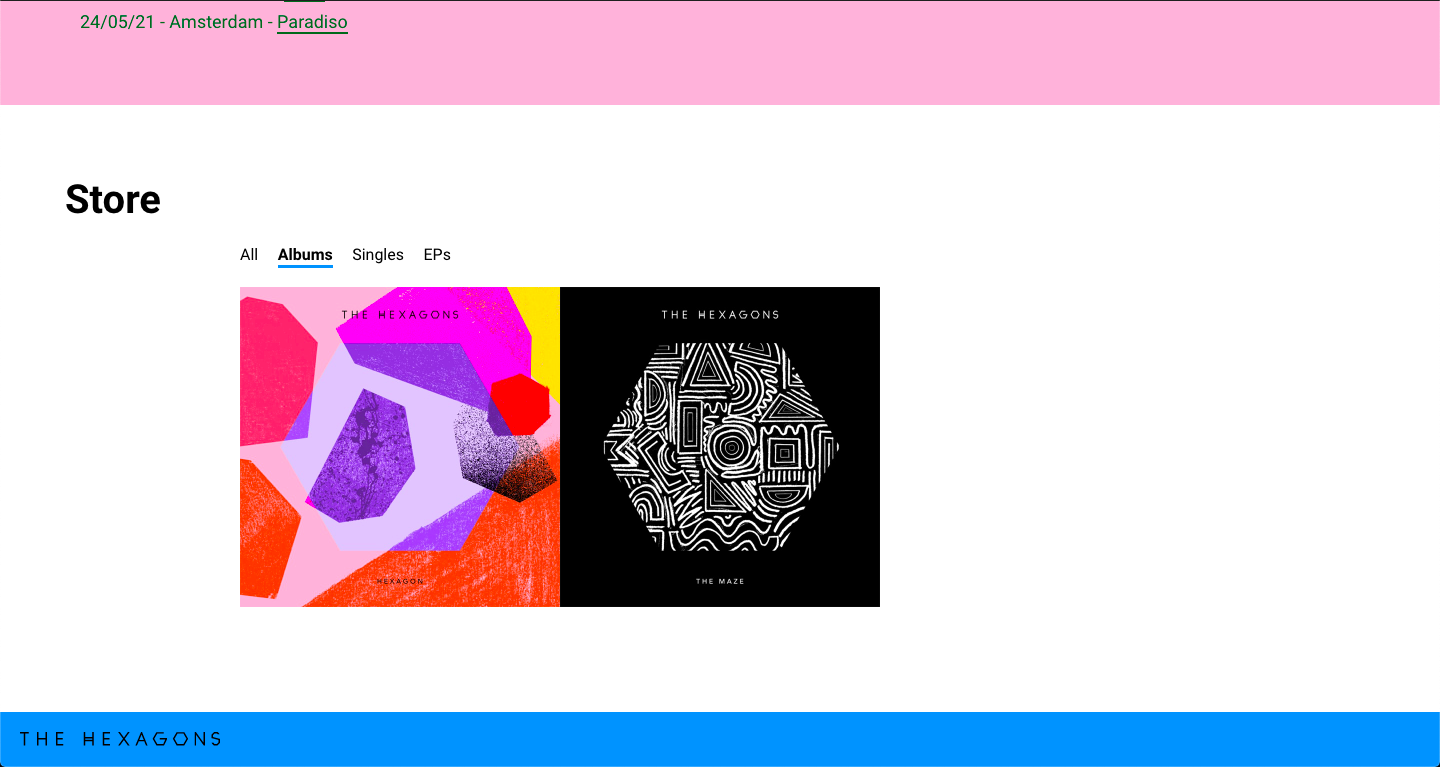 24/05/21 - Amsterdam - Paradiso
Store
All Albums Singles EPs
THE HEXAGONS
HEXAGON
THE HEXAGONS
THE MAZE
THE HEXAGONS